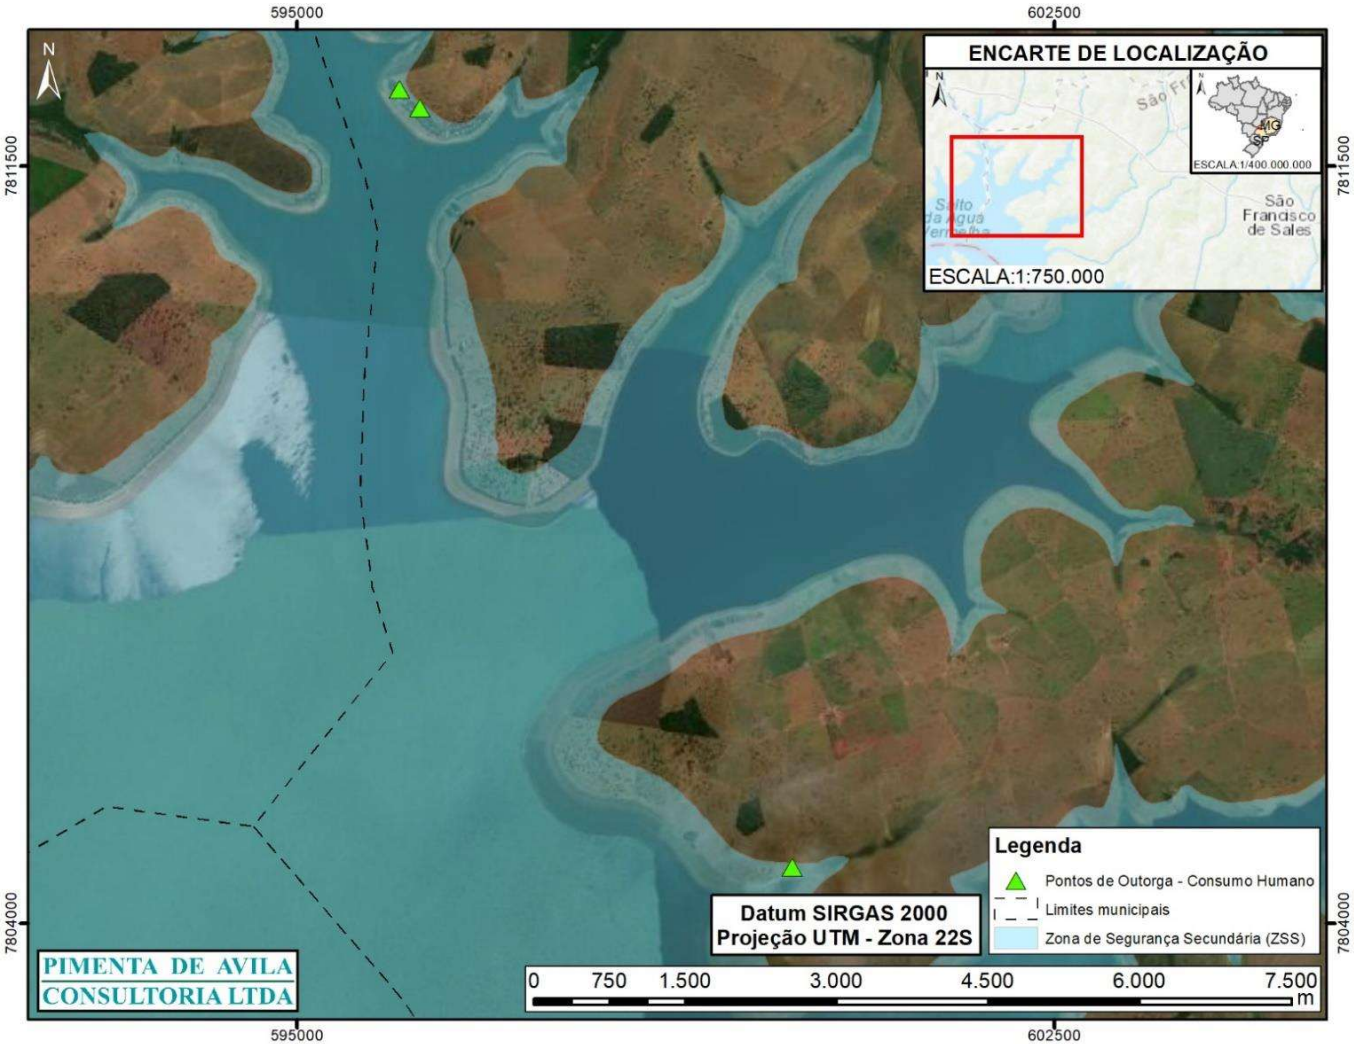 595000
602500
N
ENCARTE DE LOCALIZAÇÃO
N
São Fr
N
MG
SP
ESCALA:1/400.000.000
7811500
7811500
Salto
da Água
Vermelha
São
Francisco
de Sales
ESCALA:1:750.000
Legenda
Pontos de Outorga - Consumo Humano
Limites municipais
Zona de Segurança Secundária (ZSS)
Datum SIRGAS 2000
Projeção UTM - Zona 22S
7804000
7804000
PIMENTA DE AVILA
CONSULTORIA LTDA
0 750 1.500 3.000 4.500 6.000 7.500
m
595000
602500